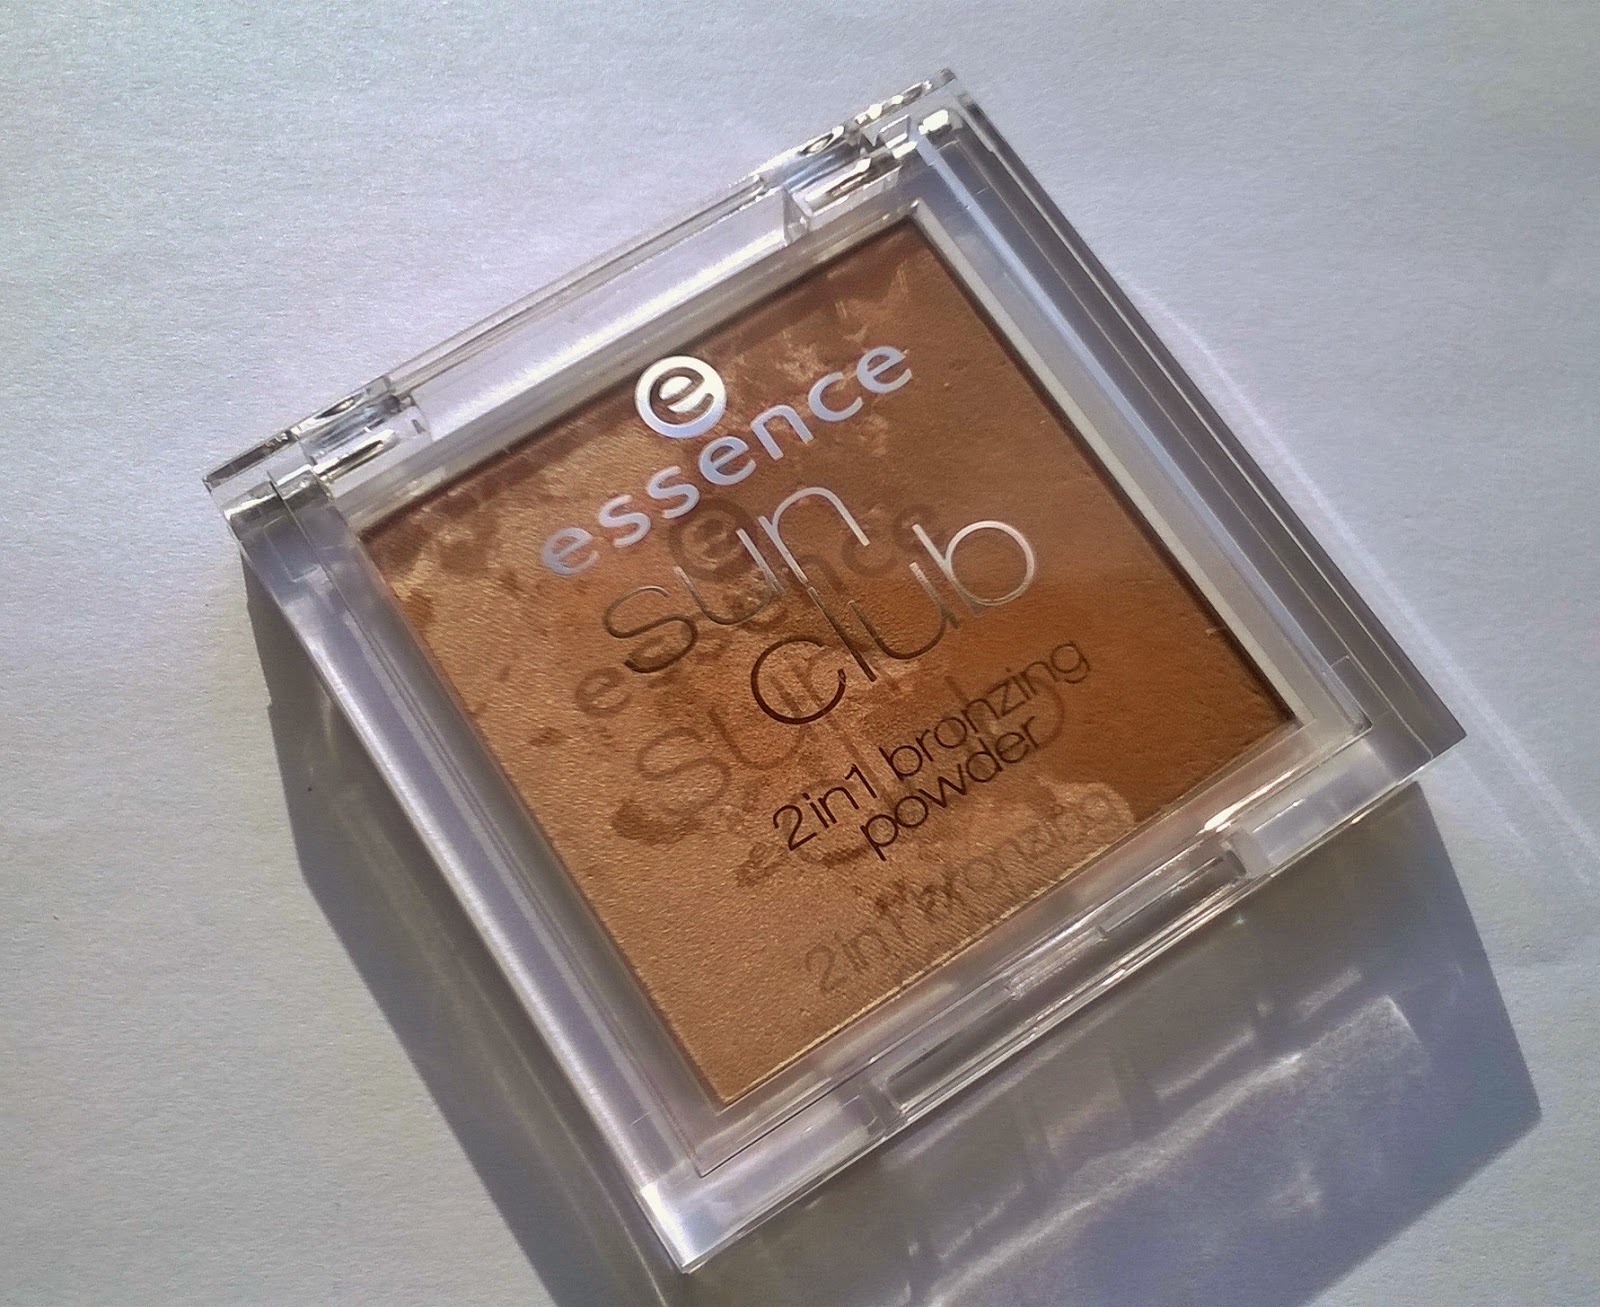 e
essence
sun
club
2in1 bronzing
powder